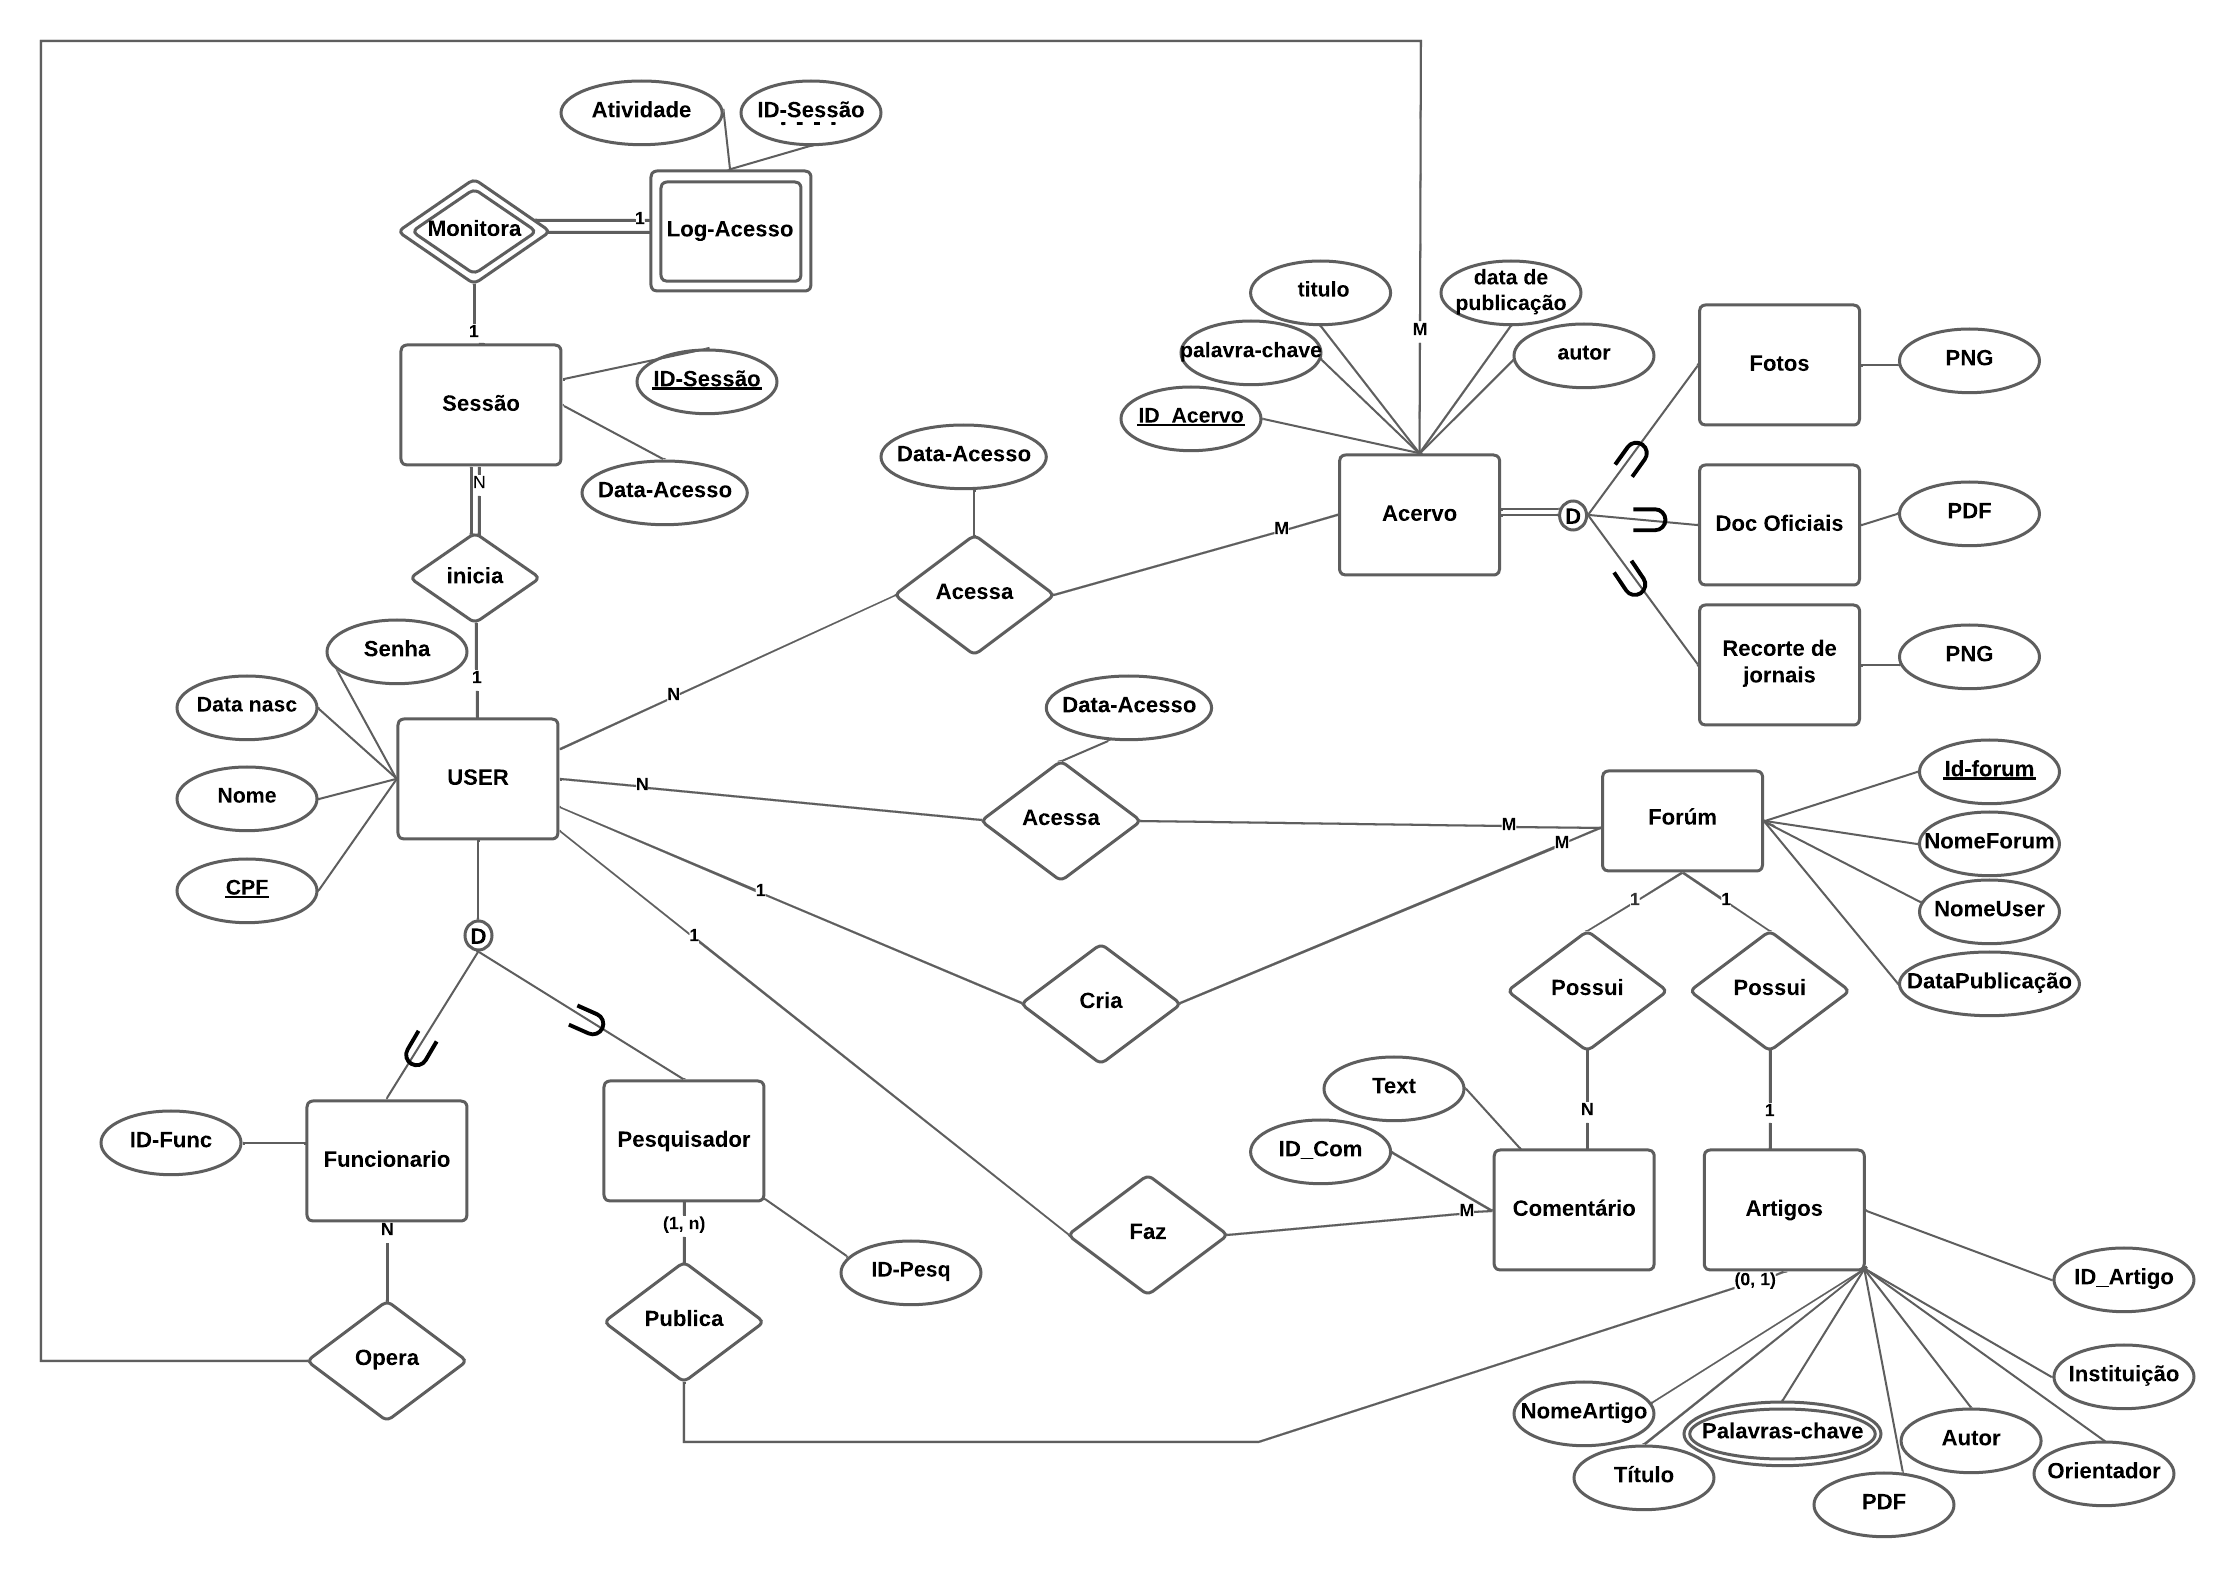 Atividade
ID-Sessão
Monitora
1
Log-Acesso
1
Sessão
ID-Sessão
Data-Acesso
N
inicia
1
Senha
Data nasc
Nome
CPF
USER
Data-Acesso
Acessa
N
M
titulo
data de
publicação
palavra-chave
autor
ID_Acervo
M
Acervo
D
Fotos
PNG
Doc Oficiais
PDF
Recorte de
jornais
PNG
Data-Acesso
N
Acessa
M
M
Forúm
Id-forum
NomeForum
NomeUser
DataPublicação
1
1
1
1
Cria
Possui
Possui
D
N
1
Text
ID_Com
Comentário
Artigos
M
Faz
ID-Func
Funcionario
Pesquisador
N
(1, n)
ID-Pesq
Opera
Publica
(0, 1)
ID_Artigo
Instituição
NomeArtigo
Palavras-chave
Autor
Orientador
Título
PDF